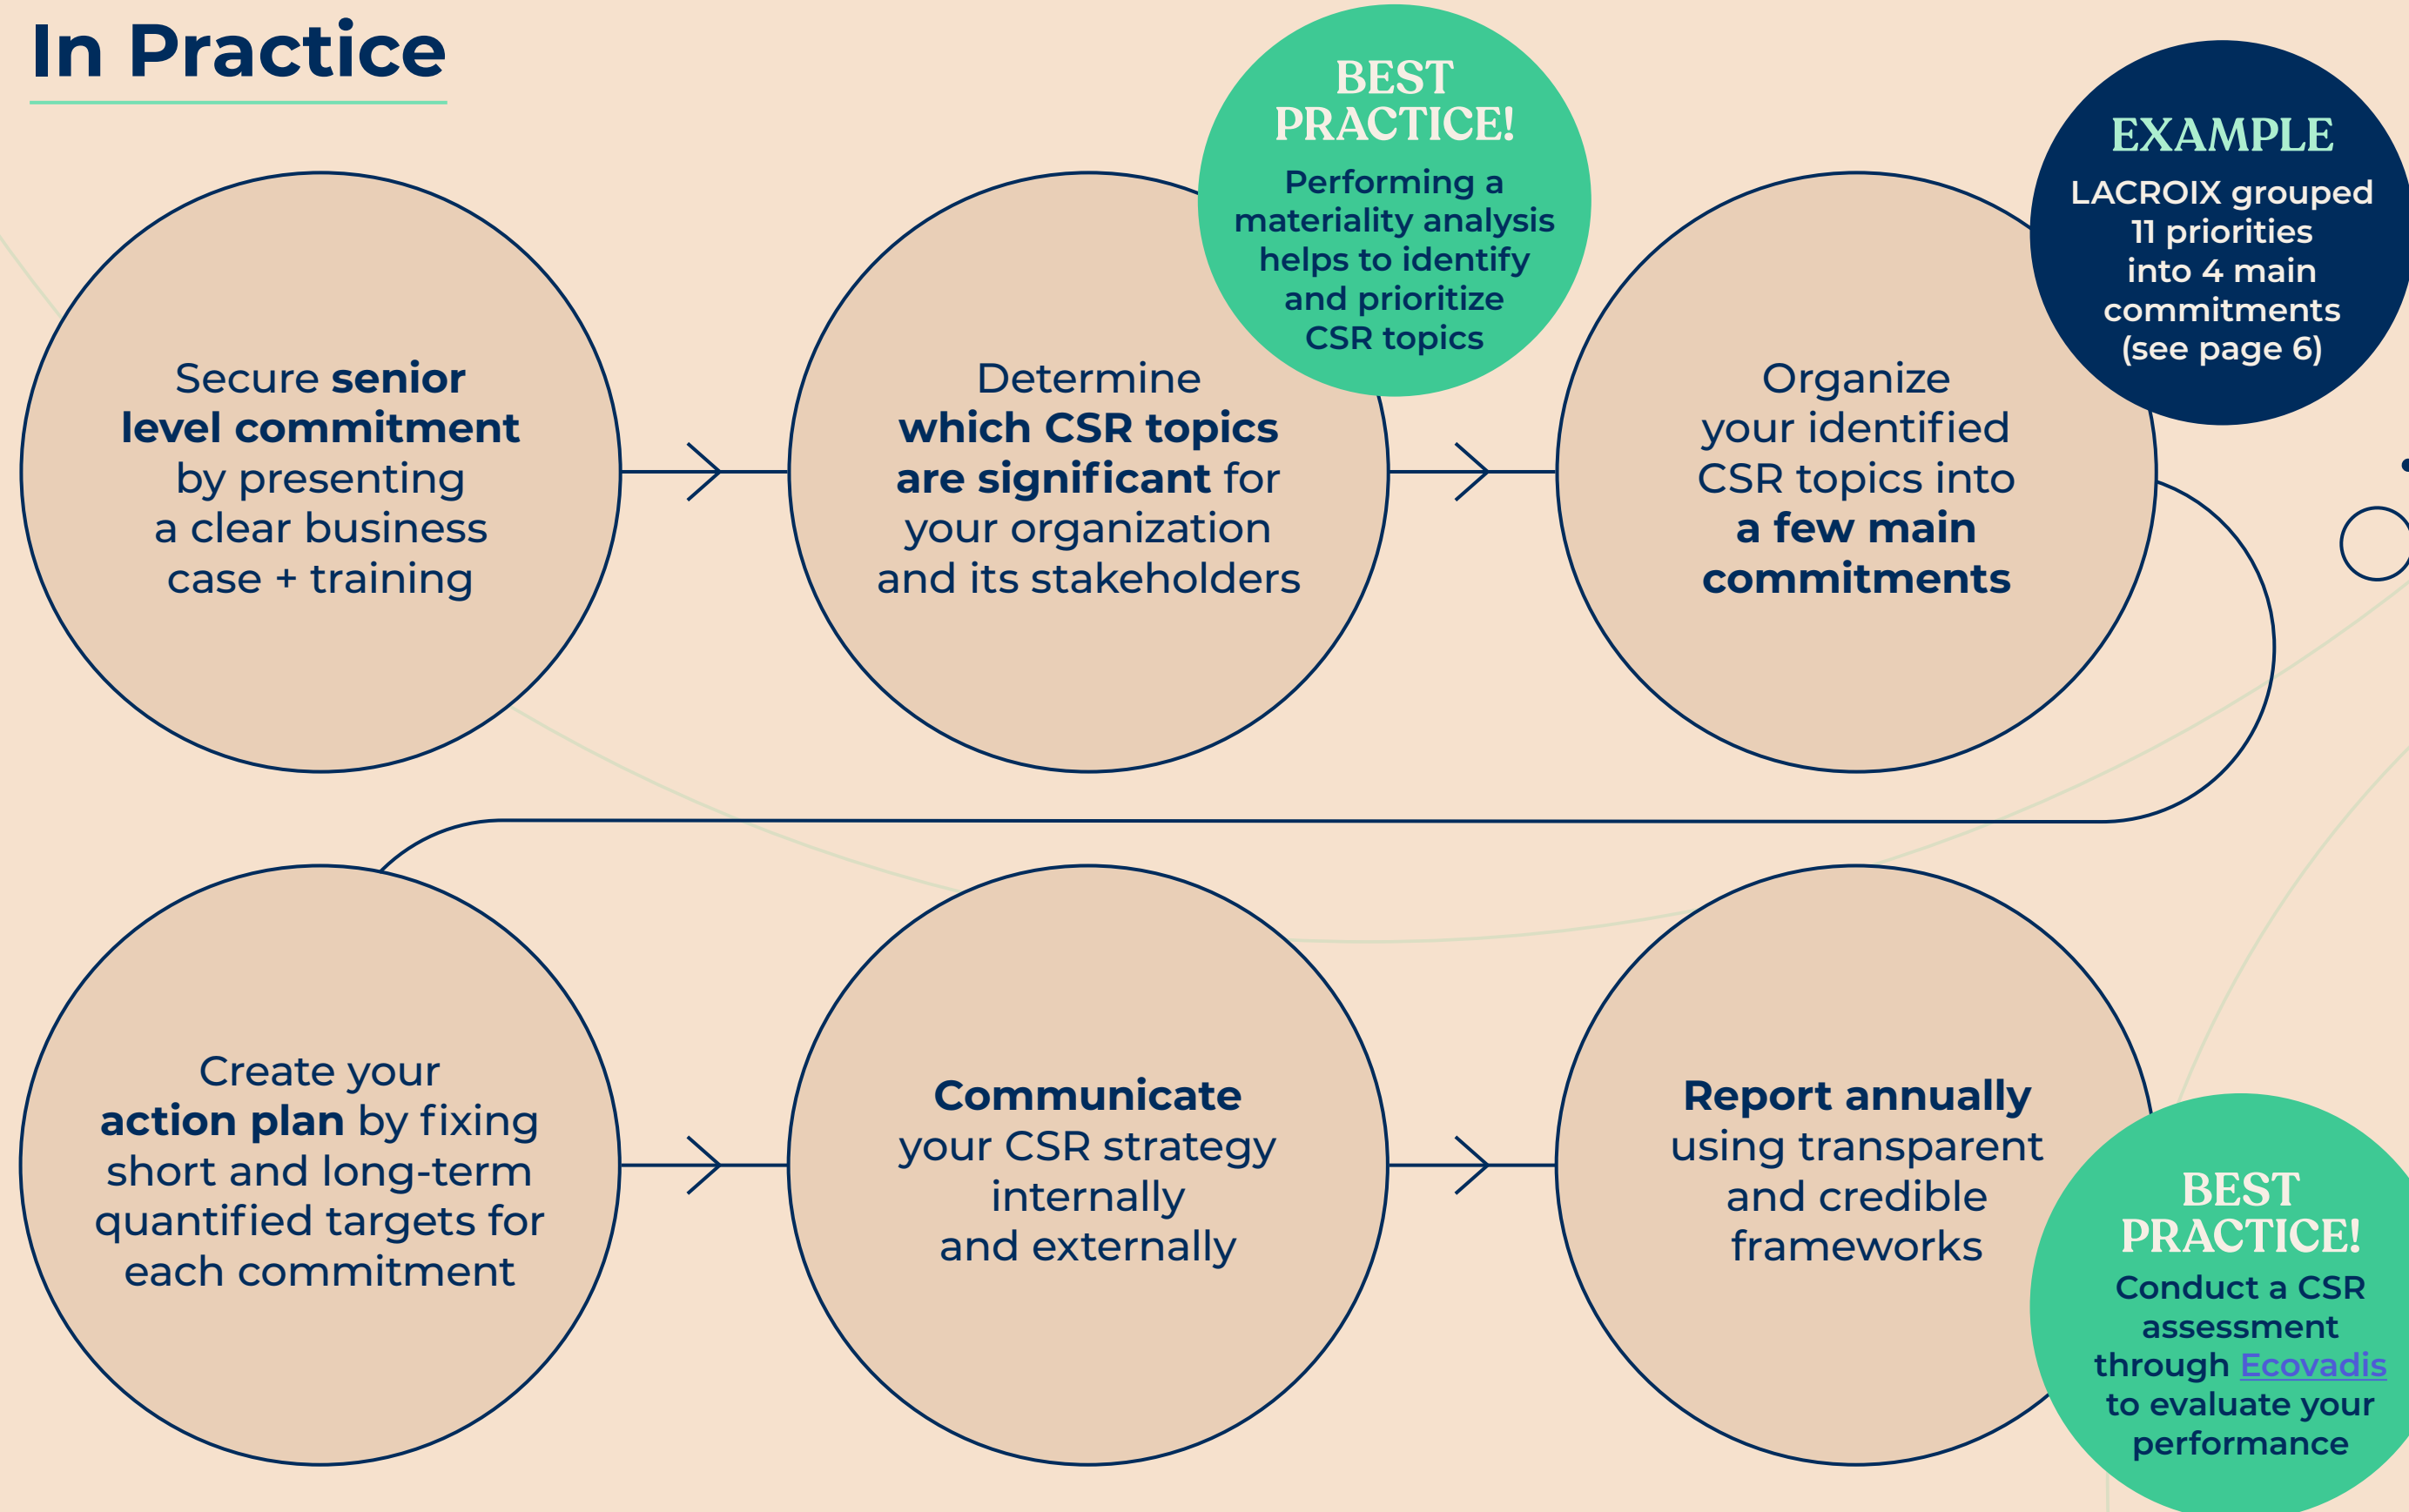 In Practice
Secure senior
level commitment
by presenting
a clear business
case + training
BEST
PRACTICE!
Performing a
materiality analysis
helps to identify
and prioritize
CSR topics
Determine
which CSR topics
are significant for
your organization
and its stakeholders
EXAMPLE
LACROIX grouped
11 priorities
into 4 main
commitments
(see page 6)
Organize
your identified
CSR topics into
a few main
commitments
Create your
action plan by fixing
short and long-term
quantified targets for
each commitment
Communicate
your CSR strategy
internally
and externally
Report annually
using transparent
and credible
frameworks
BEST
PRACTICE!
Conduct a CSR
assessment
through Ecovadis
to evaluate your
performance